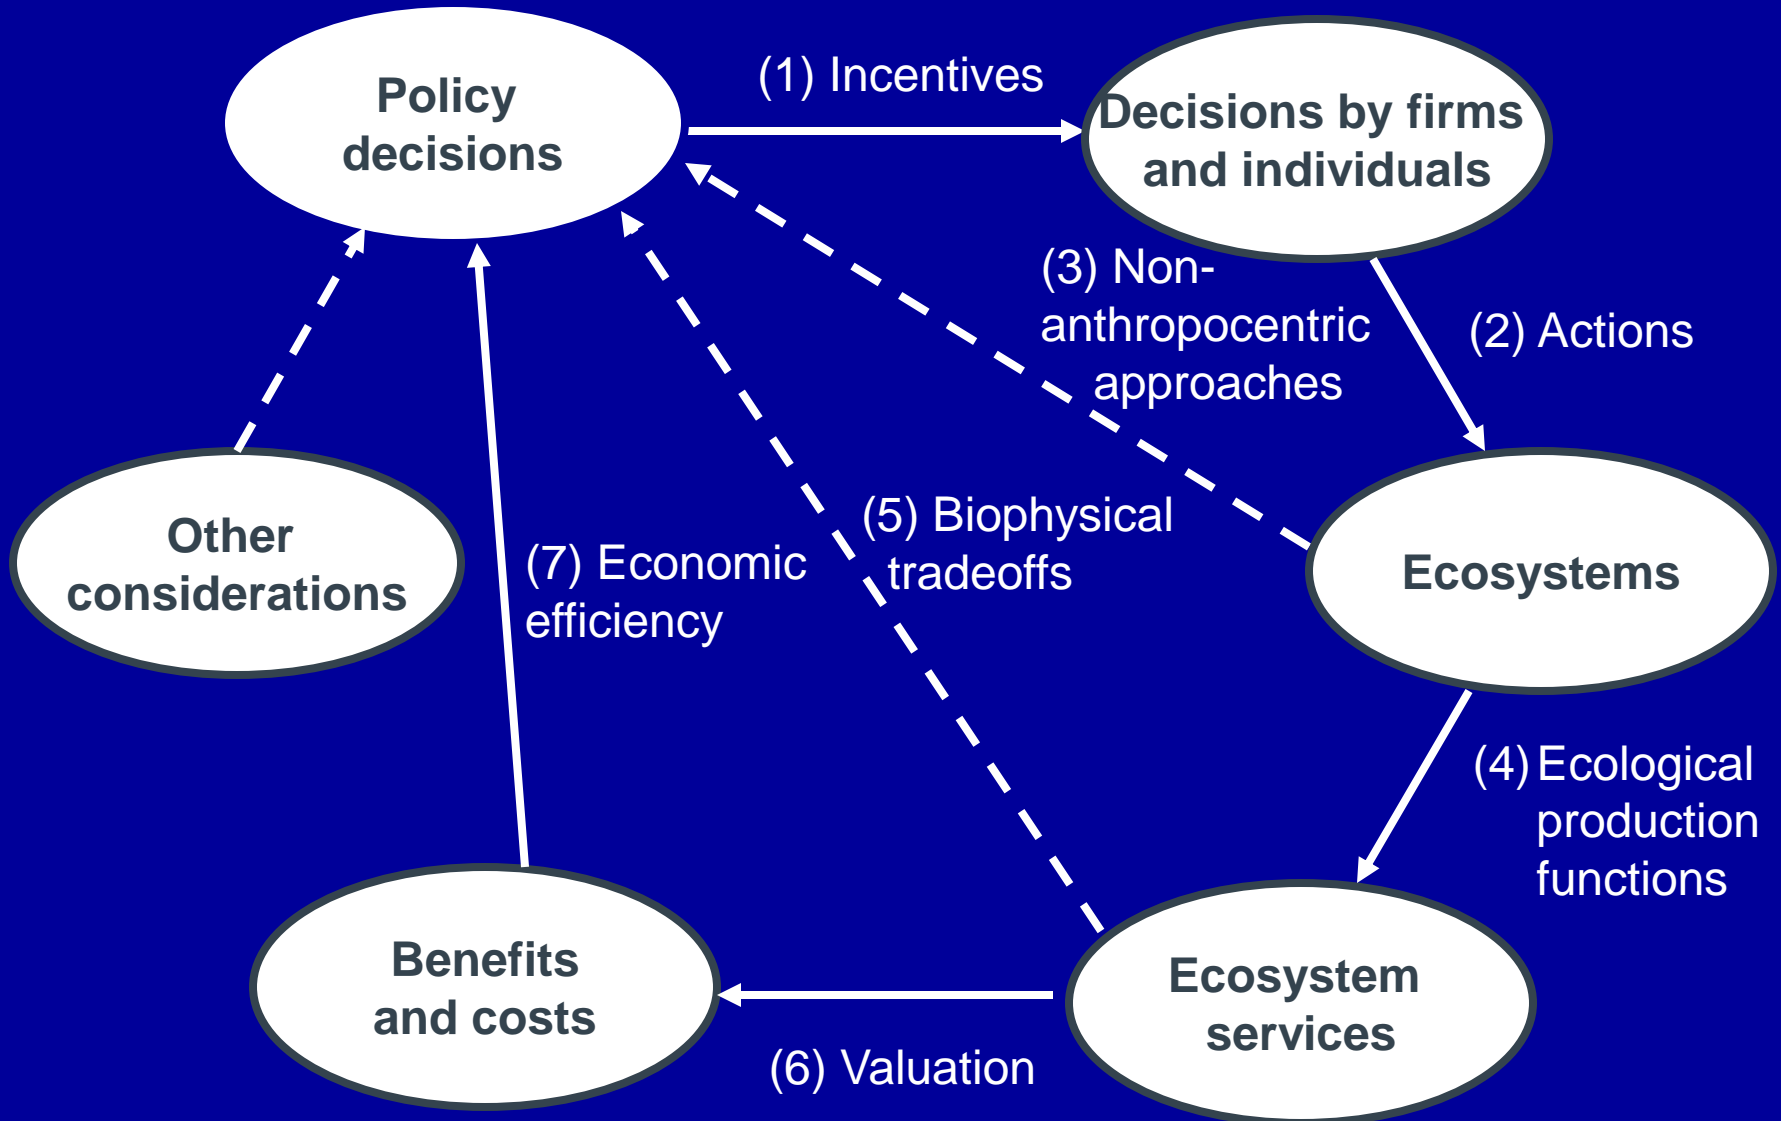 Policy
decisions
(1) Incentives
Decisions by firms
and individuals
(3) Non-
anthropocentric
approaches
(2) Actions
Other
considerations
(7) Economic
efficiency
(5) Biophysical
tradeoffs
Ecosystems
(4) Ecological
production
functions
Benefits
and costs
(6) Valuation
Ecosystem
services